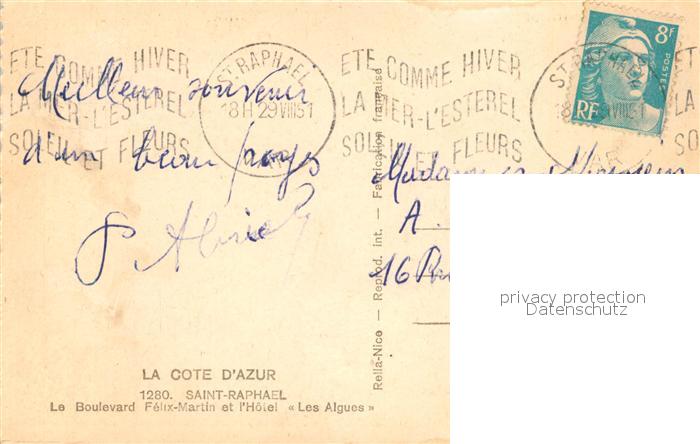 ETE COMME HIVER
LA MER-L'ESTEREL
SOLEIL ET FLEURS
ST RAPHAEL
18H 29 VIII 51
ETE COMME HIVER
LA MER-L'ESTEREL
SOLEIL ET FLEURS
8F
POSTES
RF
Meilleur souvenir
d'un beau pays
Madame et Monsieur
A.
16
Rella-Nice — Reprod. int. — Fabrication française
LA COTE D'AZUR
1280. SAINT-RAPHAEL
Le Boulevard Félix-Martin et l'Hôtel « Les Algues »
privacy protection
Datenschutz